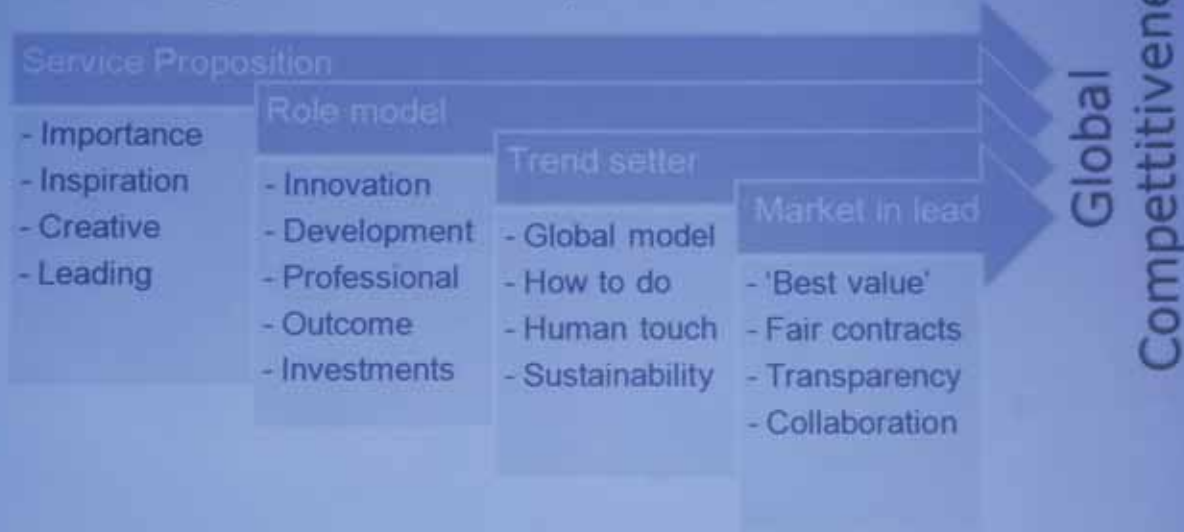 Service Proposition
- Importance
- Inspiration
- Creative
- Leading
Role model
- Innovation
- Development
- Professional
- Outcome
- Investments
Trend setter
- Global model
- How to do
- Human touch
- Sustainability
Market in lead
- 'Best value'
- Fair contracts
- Transparency
- Collaboration
Global